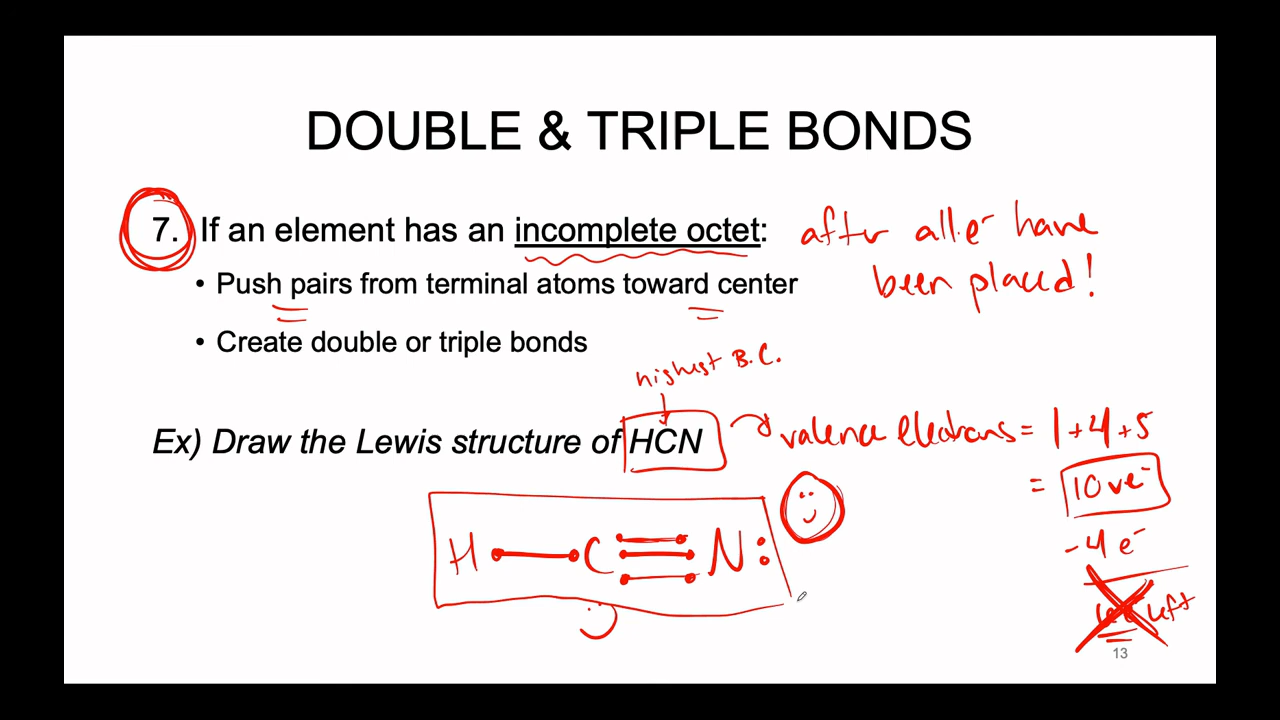 DOUBLE & TRIPLE BONDS
7. If an element has an incomplete octet: after all e⁻ have
been placed!
• Push pairs from terminal atoms toward center
• Create double or triple bonds
highest B.C.
Ex) Draw the Lewis structure of HCN valence electrons = 1+4+5
= 10 ve⁻
-4 e⁻
H C N
left
13